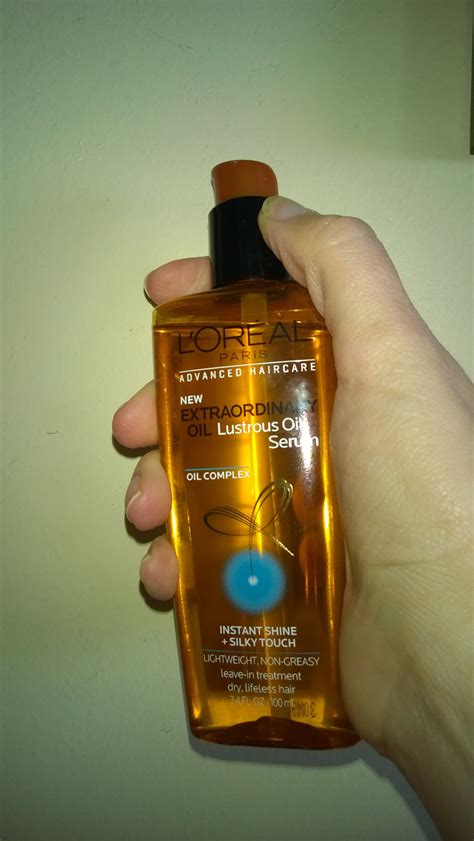 L'ORÉAL
PARIS
ADVANCED HAIRCARE
NEW
EXTRAORDINARY
OIL Lustrous Oil
Serum
OIL COMPLEX
INSTANT SHINE
+ SILKY TOUCH
LIGHTWEIGHT, NON-GREASY
leave-in treatment
dry, lifeless hair
3.4 FL OZ 100 mL